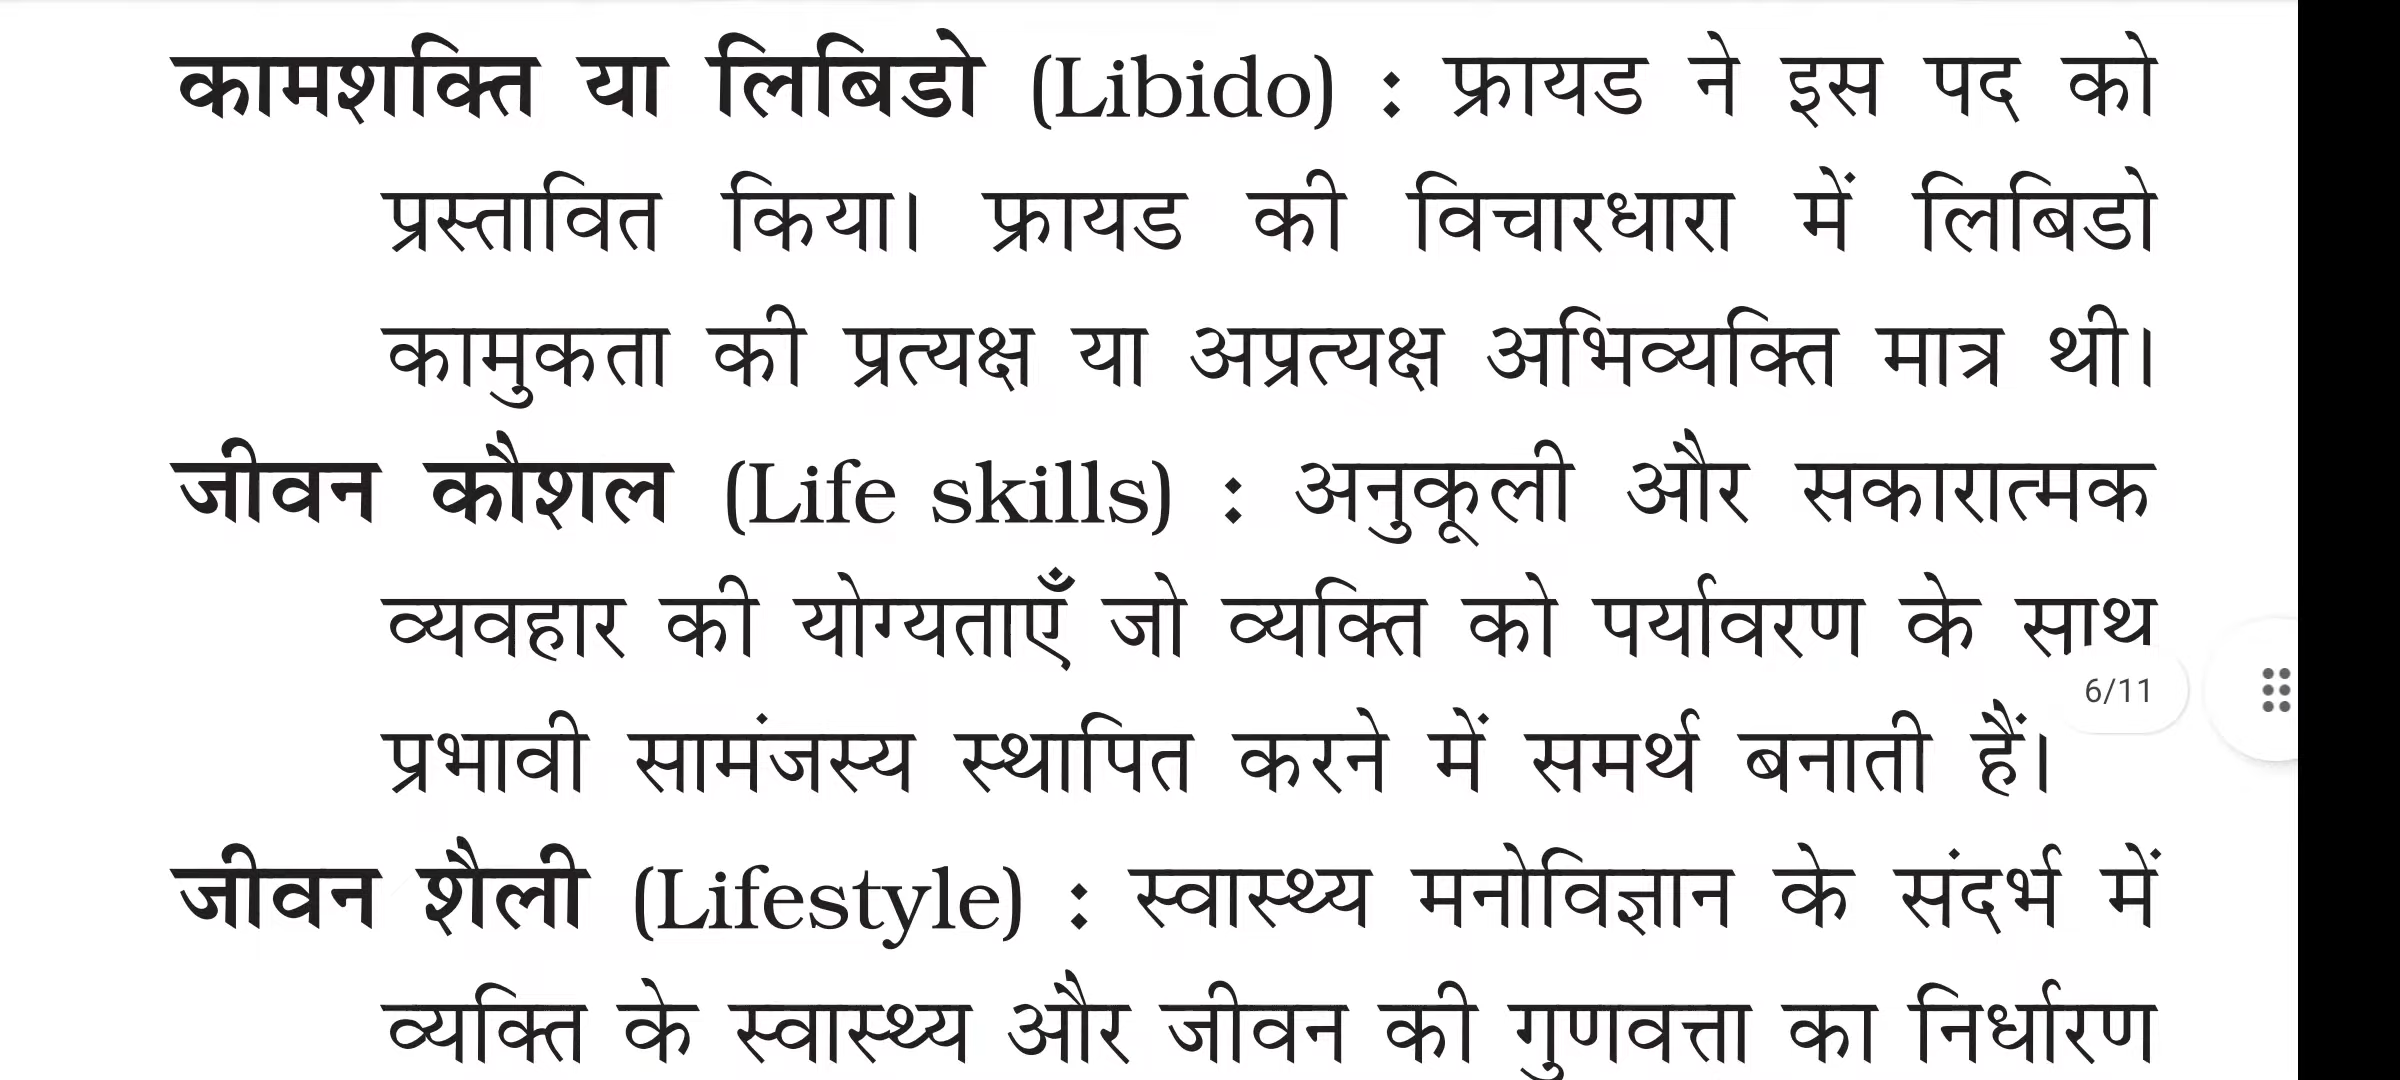 कामशक्ति या लिबिडो (Libido) : फ्रायड ने इस पद को
प्रस्तावित किया। फ्रायड की विचारधारा में लिबिडो
कामुकता की प्रत्यक्ष या अप्रत्यक्ष अभिव्यक्ति मात्र थी।
जीवन कौशल (Life skills) : अनुकूली और सकारात्मक
व्यवहार की योग्यताएँ जो व्यक्ति को पर्यावरण के साथ
6/11
प्रभावी सामंजस्य स्थापित करने में समर्थ बनाती हैं।
जीवन शैली (Lifestyle) : स्वास्थ्य मनोविज्ञान के संदर्भ में
व्यक्ति के स्वास्थ्य और जीवन की गुणवत्ता का निर्धारण